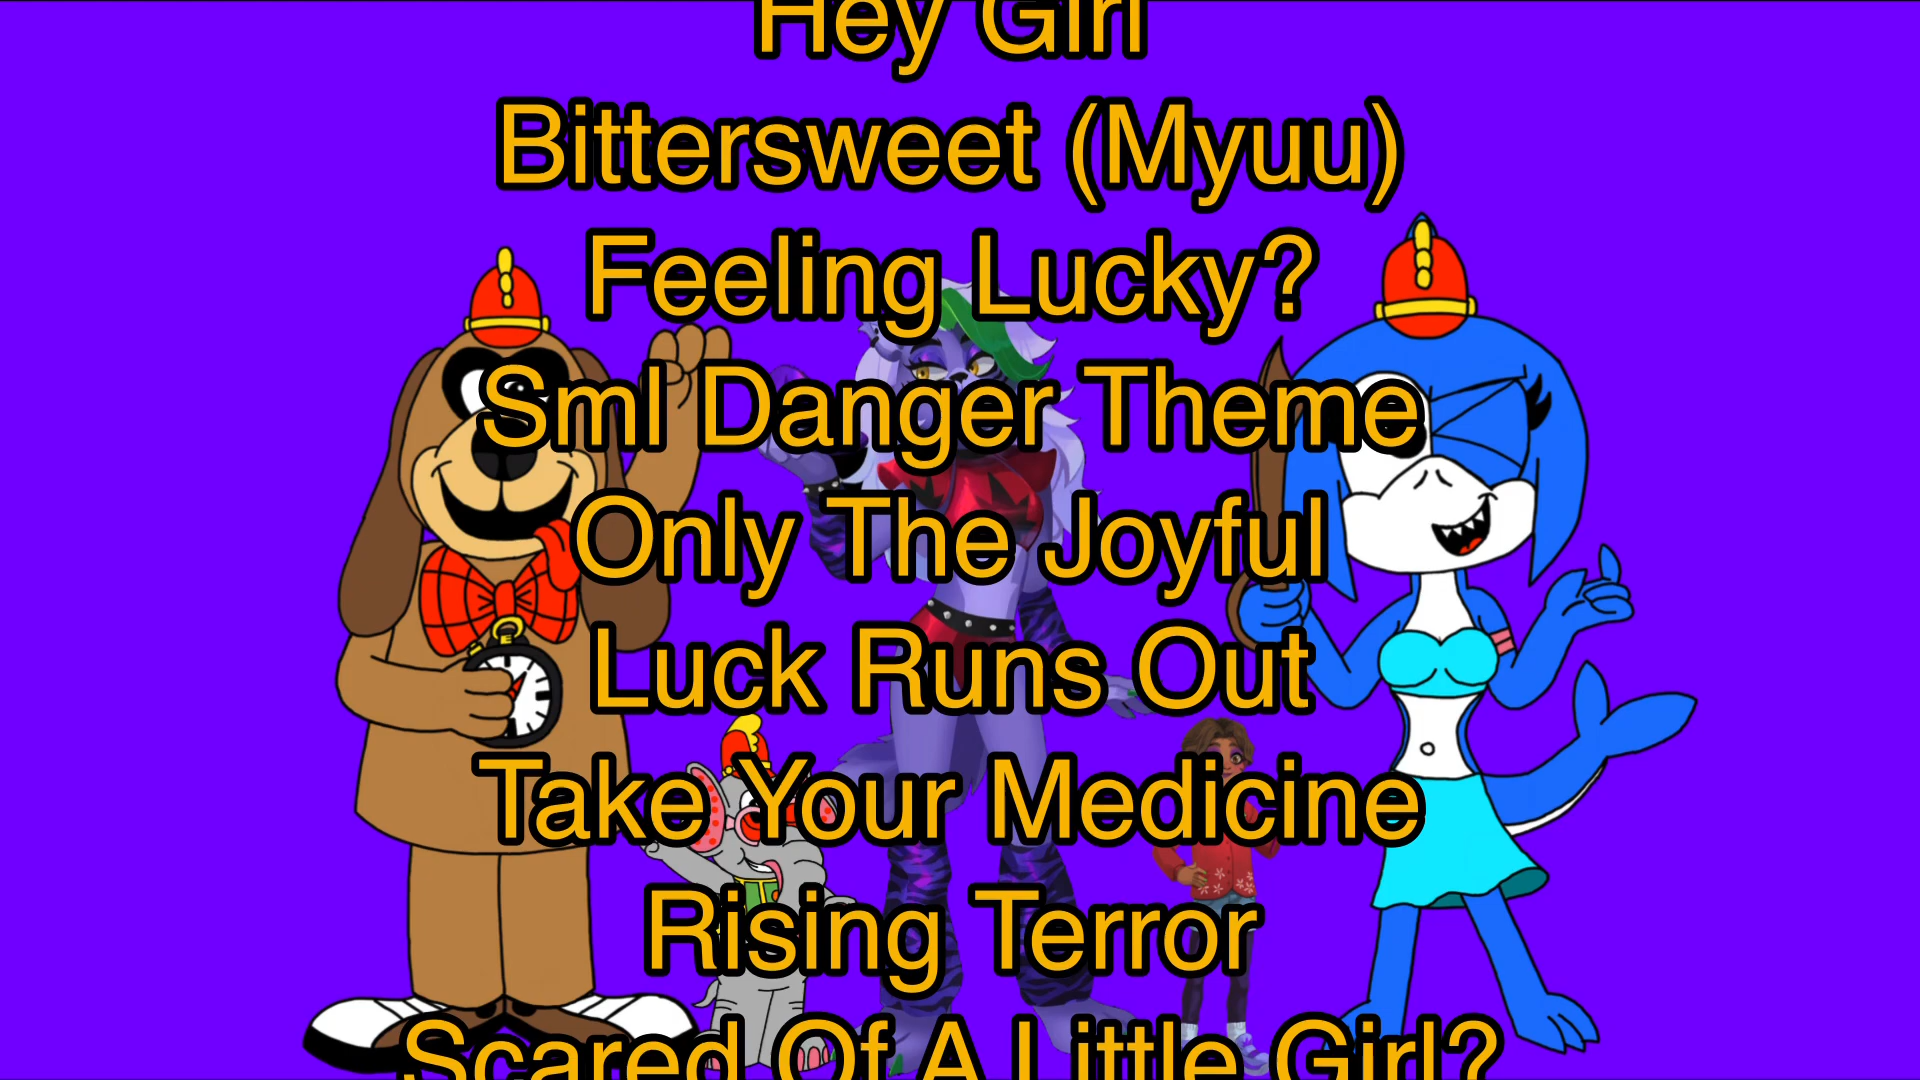 Hey Girl
Bittersweet (Myuu)
Feeling Lucky?
Sml Danger Theme
Only The Joyful
Luck Runs Out
Take Your Medicine
Rising Terror
Scared Of A Little Girl?